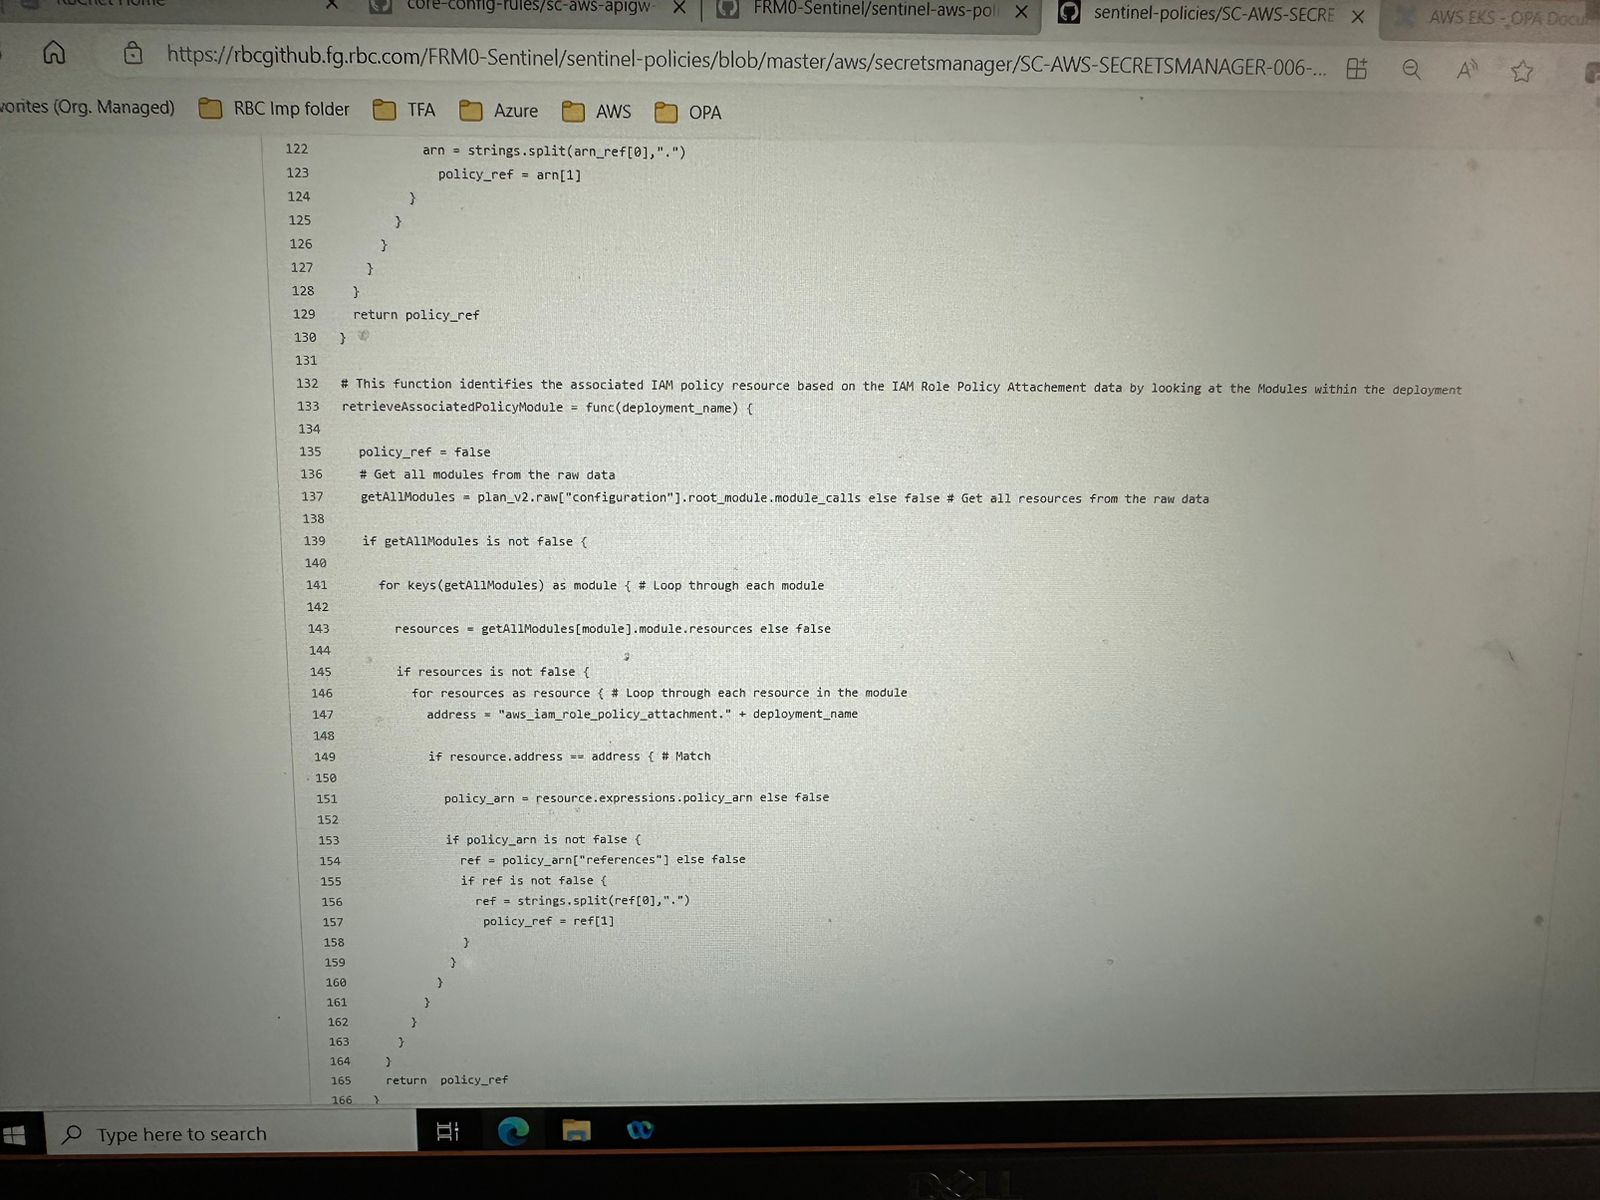 core-config-rules/sc-aws-apigw-
FRM0-Sentinel/sentinel-aws-pol
sentinel-policies/SC-AWS-SECRE
AWS EKS - OPA Docu
https://rbcgithub.fg.rbc.com/FRM0-Sentinel/sentinel-policies/blob/master/aws/secretsmanager/SC-AWS-SECRETSMANAGER-006-...
vorites (Org. Managed) RBC Imp folder TFA Azure AWS OPA
122 arn = strings.split(arn_ref[0],".")
123 policy_ref = arn[1]
124 }
125 }
126 }
127 }
128 }
129 return policy_ref
130 }
131
132 # This function identifies the associated IAM policy resource based on the IAM Role Policy Attachement data by looking at the Modules within the deployment
133 retrieveAssociatedPolicyModule = func(deployment_name) {
134
135 policy_ref = false
136 # Get all modules from the raw data
137 getAllModules = plan_v2.raw["configuration"].root_module.module_calls else false # Get all resources from the raw data
138
139 if getAllModules is not false {
140
141 for keys(getAllModules) as module { # Loop through each module
142
143 resources = getAllModules[module].module.resources else false
144
145 if resources is not false {
146 for resources as resource { # Loop through each resource in the module
147 address = "aws_iam_role_policy_attachment." + deployment_name
148
149 if resource.address == address { # Match
150
151 policy_arn = resource.expressions.policy_arn else false
152
153 if policy_arn is not false {
154 ref = policy_arn["references"] else false
155 if ref is not false {
156 ref = strings.split(ref[0],".")
157 policy_ref = ref[1]
158 }
159 }
160 }
161 }
162 }
163 }
164 }
165 return policy_ref
166 }
Type here to search
DELL